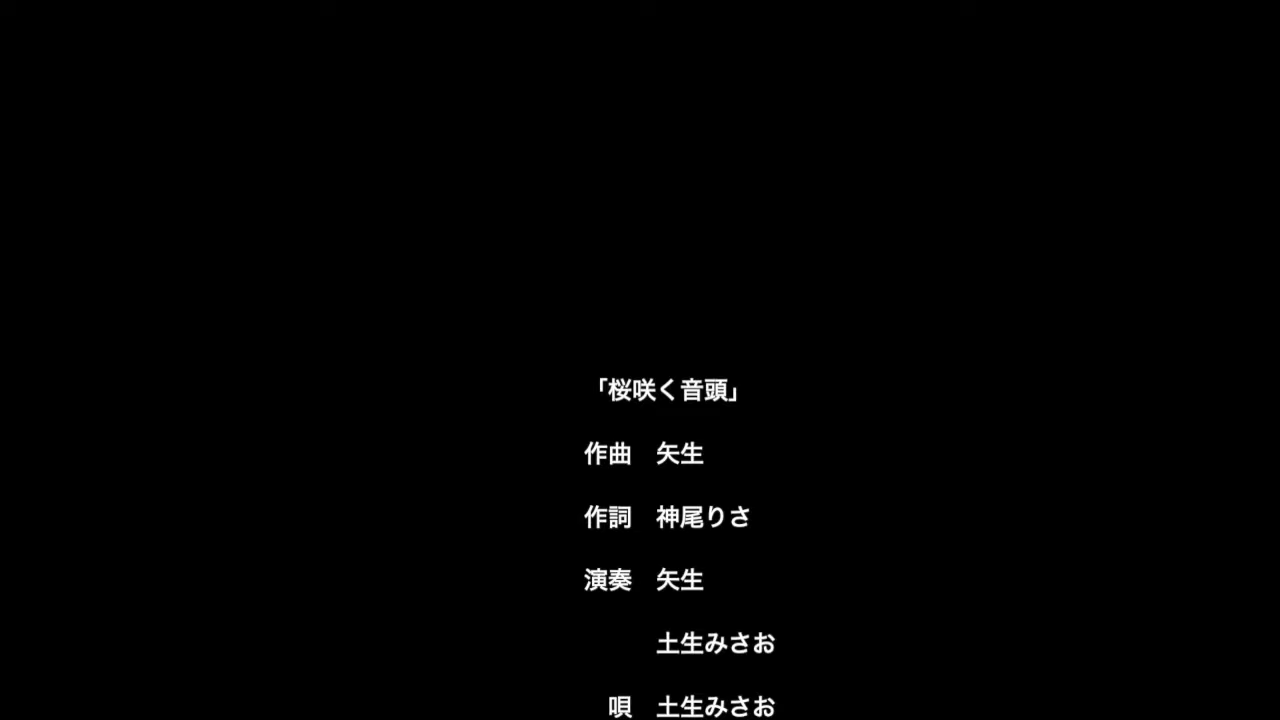 「桜咲く音頭」
作曲　矢生
作詞　神尾りさ
演奏　矢生
土生みさお
唄　土生みさお